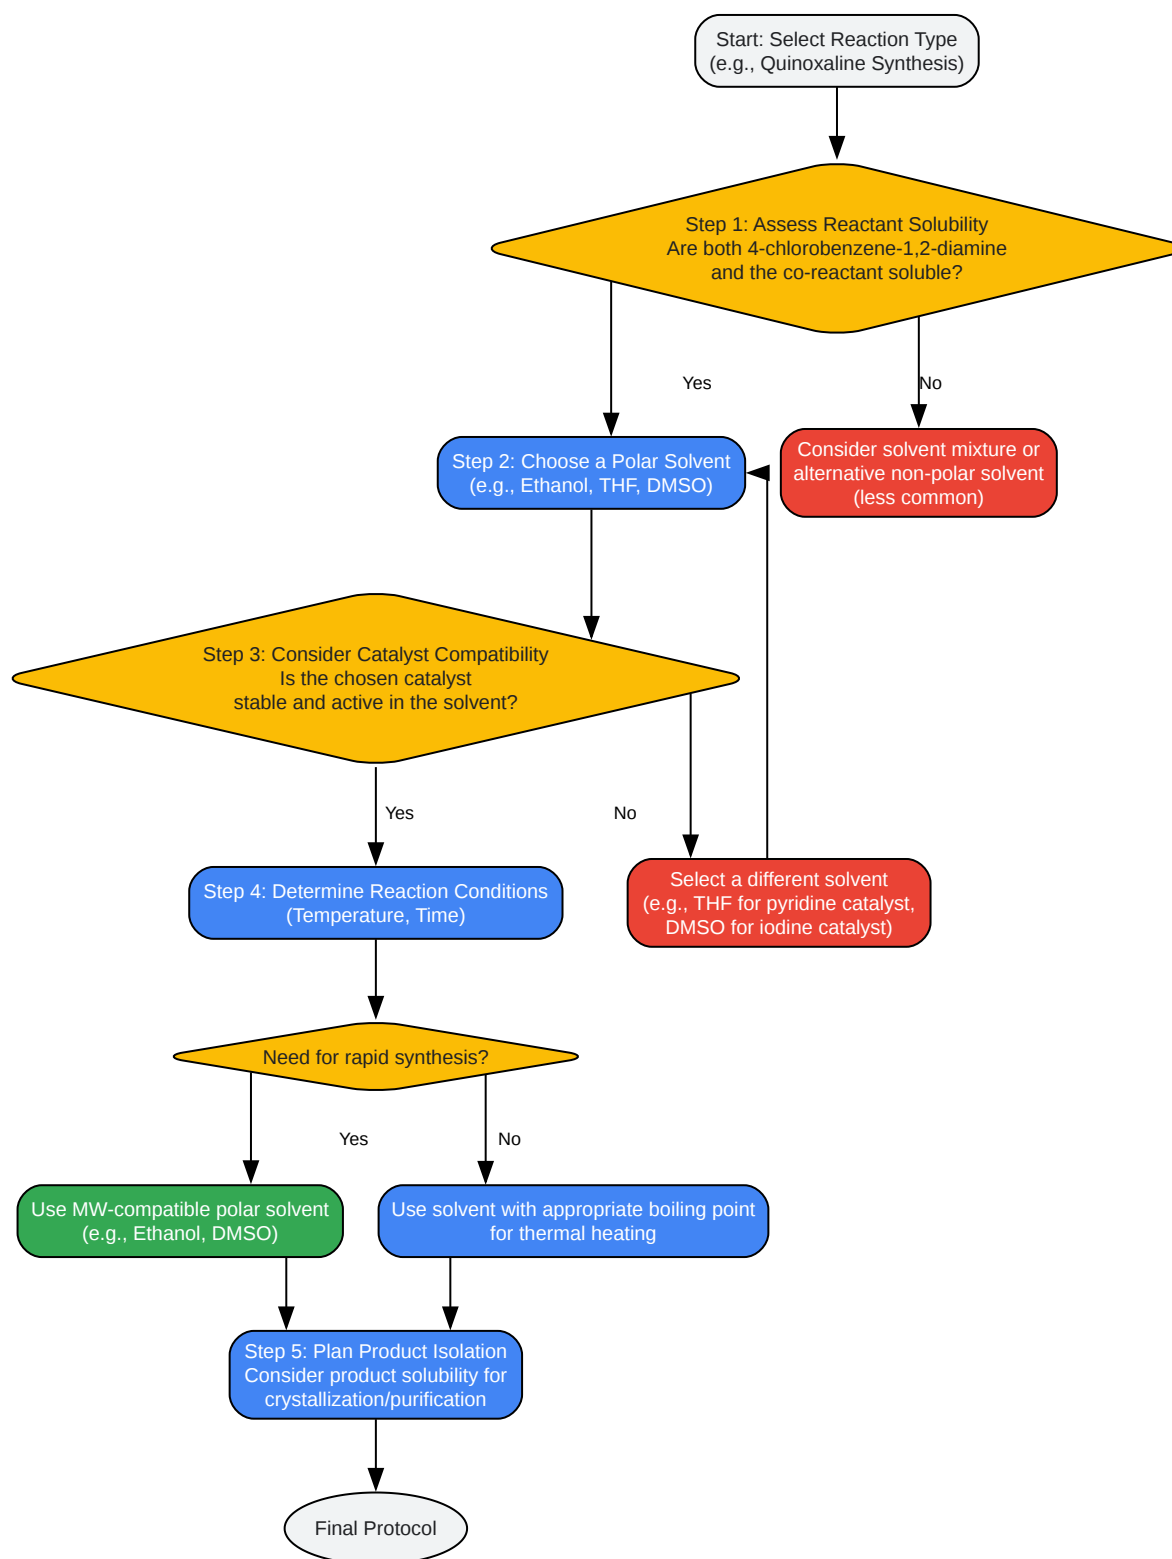 Start: Select Reaction Type
(e.g., Quinoxaline Synthesis)
Step 1: Assess Reactant Solubility
Are both 4-chlorobenzene-1,2-diamine
and the co-reactant soluble?
Yes
No
Step 2: Choose a Polar Solvent
(e.g., Ethanol, THF, DMSO)
Consider solvent mixture or
alternative non-polar solvent
(less common)
Step 3: Consider Catalyst Compatibility
Is the chosen catalyst
stable and active in the solvent?
Yes
No
Step 4: Determine Reaction Conditions
(Temperature, Time)
Select a different solvent
(e.g., THF for pyridine catalyst,
DMSO for iodine catalyst)
Need for rapid synthesis?
Yes
No
Use MW-compatible polar solvent
(e.g., Ethanol, DMSO)
Use solvent with appropriate boiling point
for thermal heating
Step 5: Plan Product Isolation
Consider product solubility for
crystallization/purification
Final Protocol